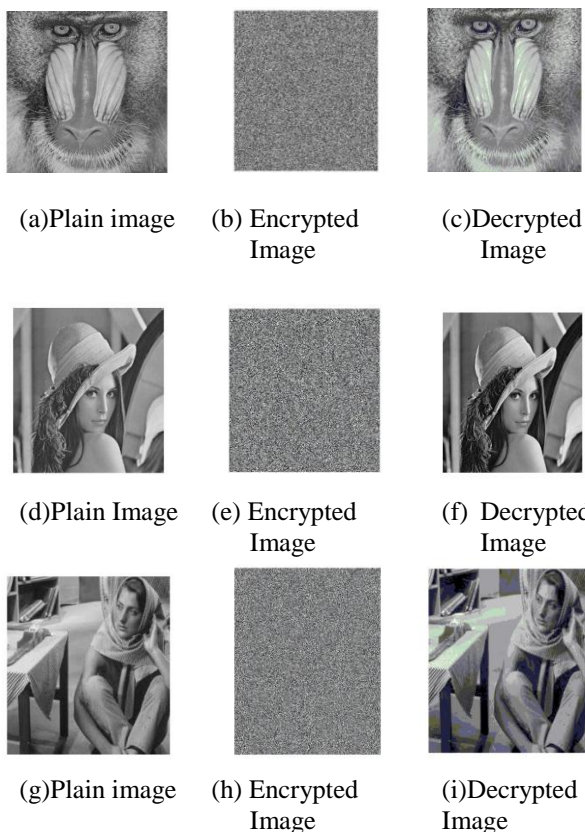 (a)Plain image (b) Encrypted (c)Decrypted
Image Image
(d)Plain Image (e) Encrypted (f) Decrypted
Image Image
(g)Plain image (h) Encrypted (i)Decrypted
Image Image